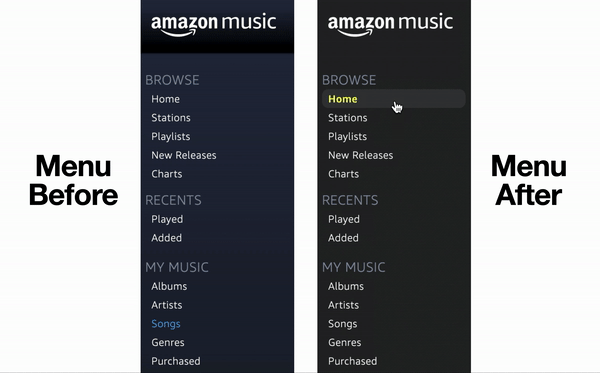 Menu
Before
amazon music
BROWSE
Home
Stations
Playlists
New Releases
Charts
RECENTS
Played
Added
MY MUSIC
Albums
Artists
Songs
Genres
Purchased
amazon music
BROWSE
Home
Stations
Playlists
New Releases
Charts
RECENTS
Played
Added
MY MUSIC
Albums
Artists
Songs
Genres
Purchased
Menu
After